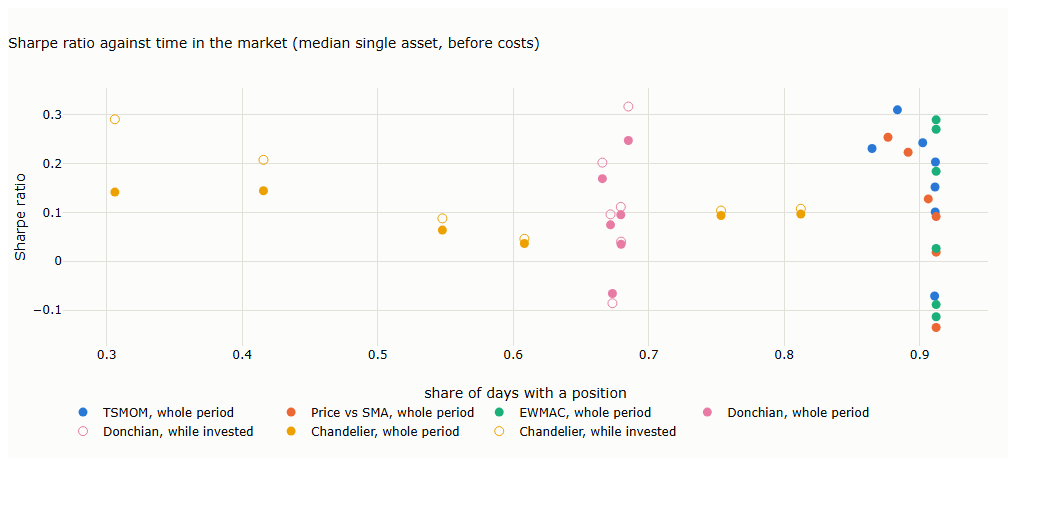 Sharpe ratio against time in the market (median single asset, before costs)
Sharpe ratio
0.3
0.2
0.1
0
−0.1
0.3 0.4 0.5 0.6 0.7 0.8 0.9
share of days with a position
TSMOM, whole period Price vs SMA, whole period EWMAC, whole period Donchian, whole period
Donchian, while invested Chandelier, whole period Chandelier, while invested